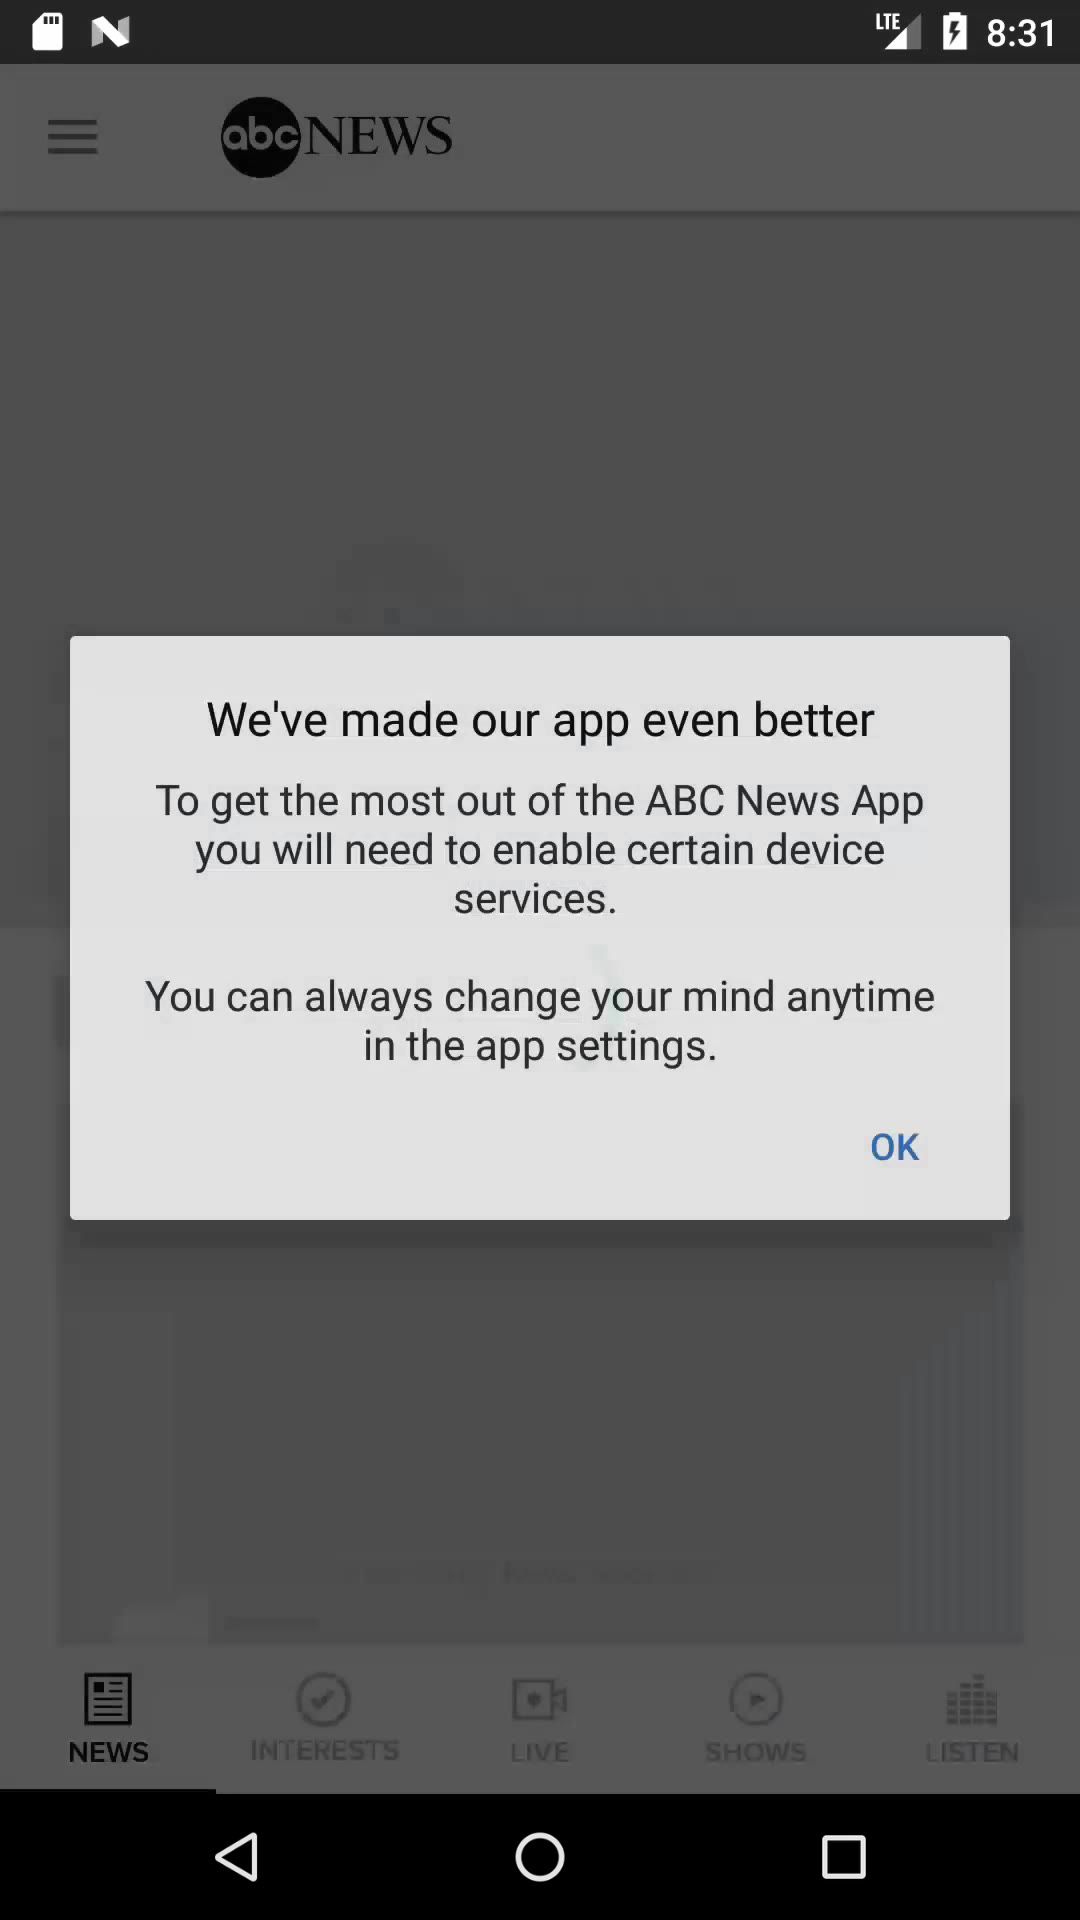 LTE 8:31
abc NEWS
We've made our app even better
To get the most out of the ABC News App
you will need to enable certain device
services.
You can always change your mind anytime
in the app settings.
OK
NEWS INTERESTS LIVE SHOWS LISTEN